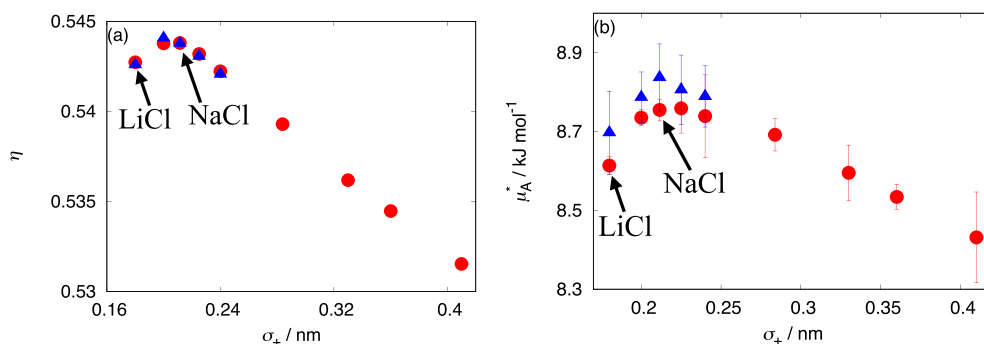 (a)
0.545
0.54
0.535
0.53
η
LiCl
NaCl
0.16
0.24
0.32
0.4
σ₊ / nm
(b)
8.9
8.7
8.5
8.3
μ*A / kJ mol⁻¹
NaCl
LiCl
0.2
0.25
0.3
0.35
0.4
σ₊ / nm